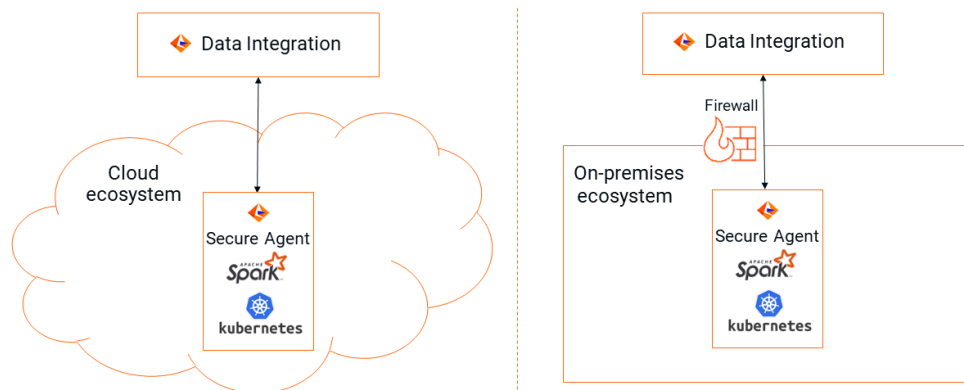 Data Integration
Cloud
ecosystem
Secure Agent
APACHE
Spark
kubernetes
Data Integration
Firewall
On-premises
ecosystem
Secure Agent
APACHE
Spark
kubernetes